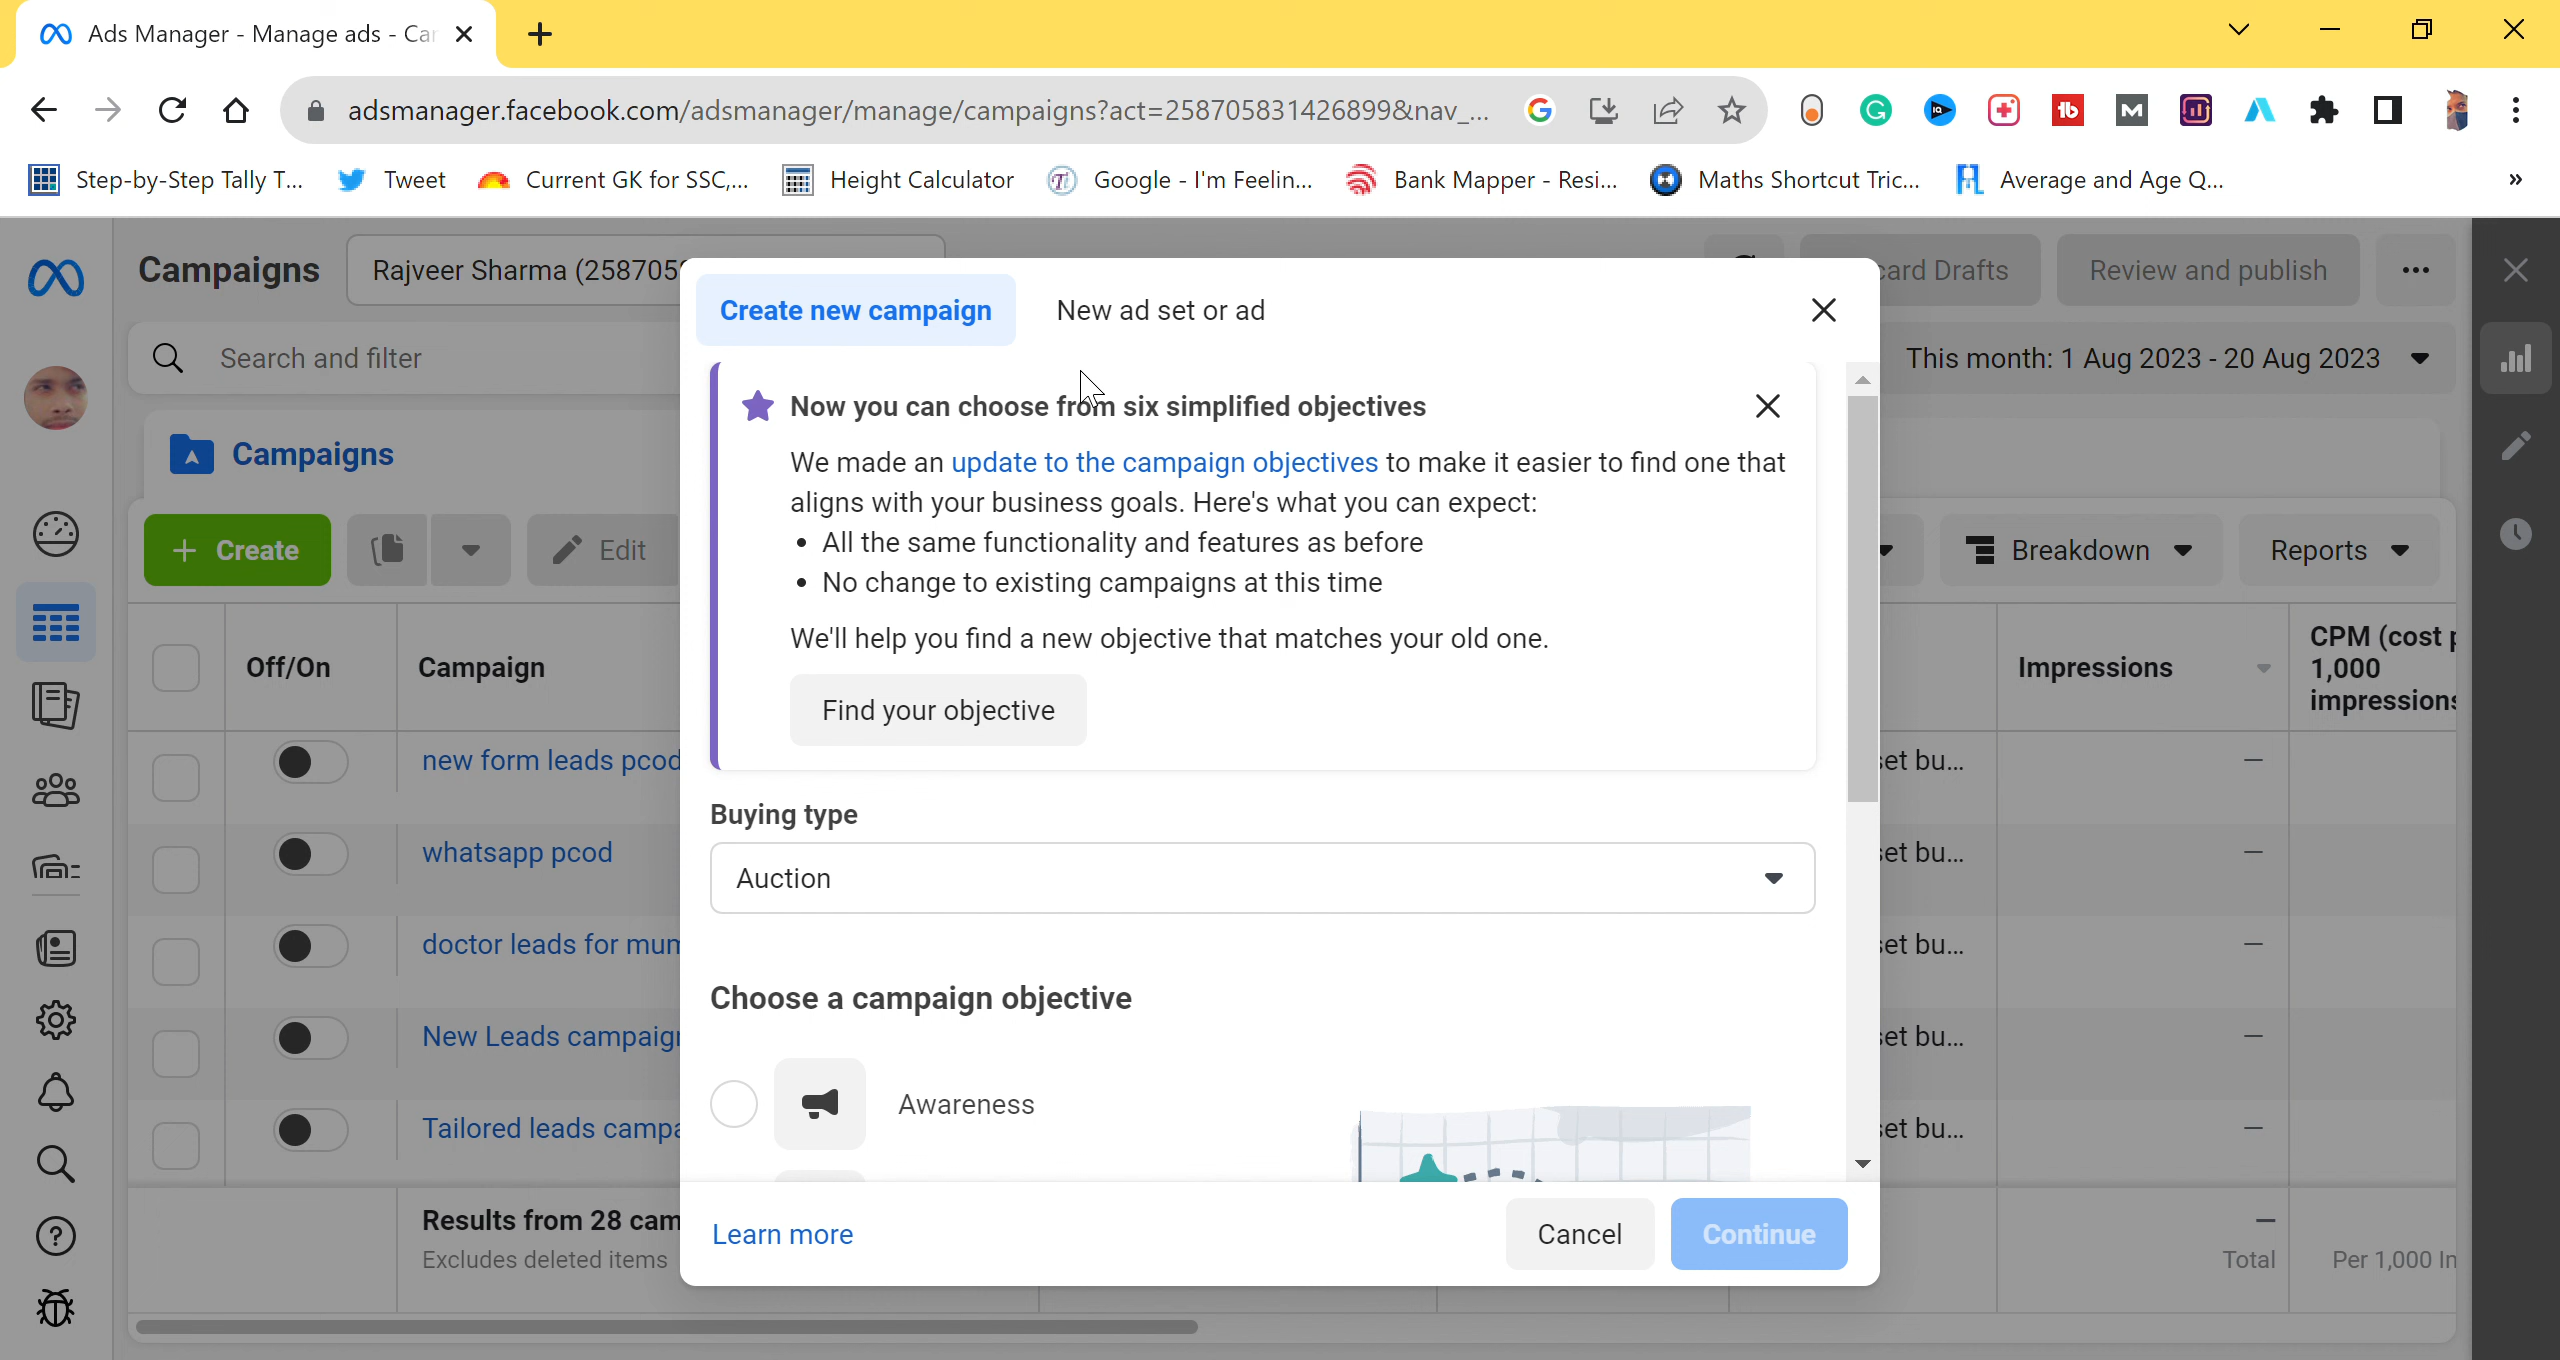 Ads Manager - Manage ads - Car
adsmanager.facebook.com/adsmanager/manage/campaigns?act=258705831426899&nav_...
Step-by-Step Tally T...
Tweet
Current GK for SSC,...
Height Calculator
Google - I'm Feelin...
Bank Mapper - Resi...
Maths Shortcut Tric...
Average and Age Q...
»
Campaigns
Rajveer Sharma (258705
card Drafts
Review and publish
Create new campaign
New ad set or ad
Search and filter
This month: 1 Aug 2023 - 20 Aug 2023
Now you can choose from six simplified objectives
We made an update to the campaign objectives to make it easier to find one that
aligns with your business goals. Here's what you can expect:
• All the same functionality and features as before
• No change to existing campaigns at this time
We'll help you find a new objective that matches your old one.
Find your objective
Campaigns
+ Create
Edit
Breakdown
Reports
Off/On
Campaign
Impressions
CPM (cost p
1,000
impressions
new form leads pcod
set bu...
—
whatsapp pcod
set bu...
—
doctor leads for mum
set bu...
—
New Leads campaign
set bu...
—
Tailored leads campa
set bu...
—
Buying type
Auction
Choose a campaign objective
Awareness
Results from 28 cam
Excludes deleted items
—
Total
Per 1,000 In
Learn more
Cancel
Continue